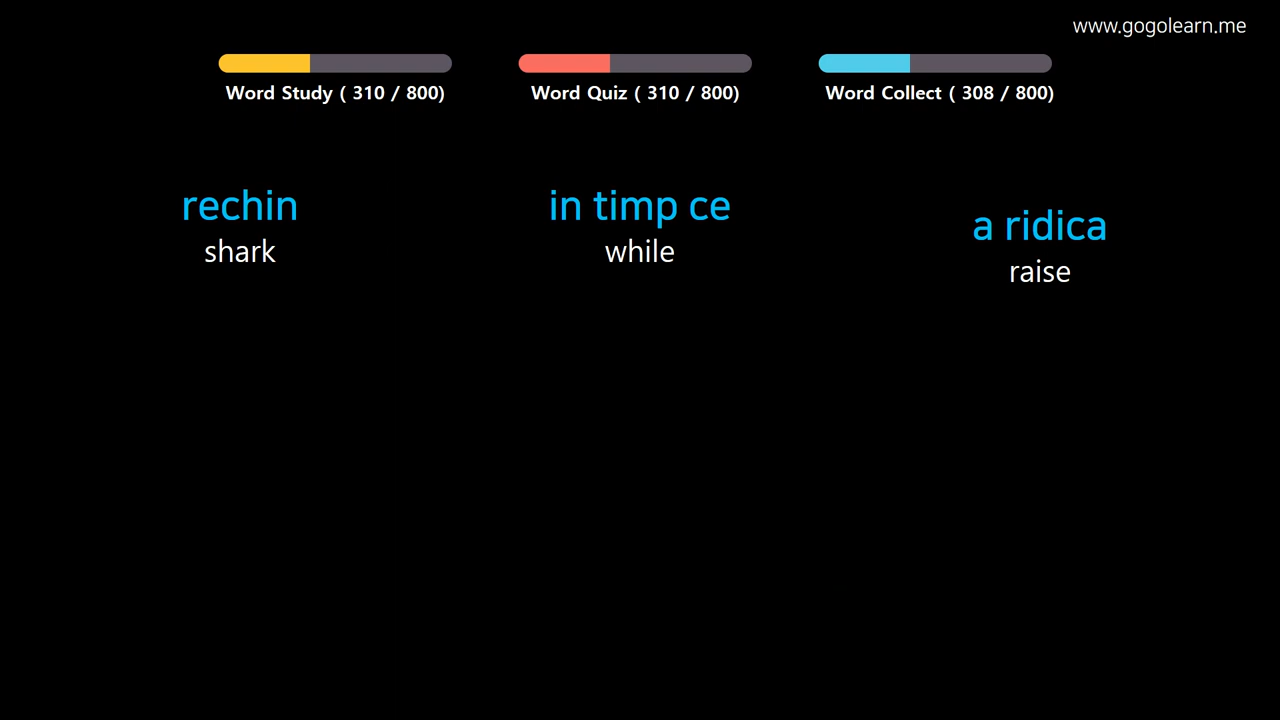 www.gogolearn.me
Word Study ( 310 / 800)
Word Quiz ( 310 / 800)
Word Collect ( 308 / 800)
rechin
shark
in timp ce
while
a ridica
raise